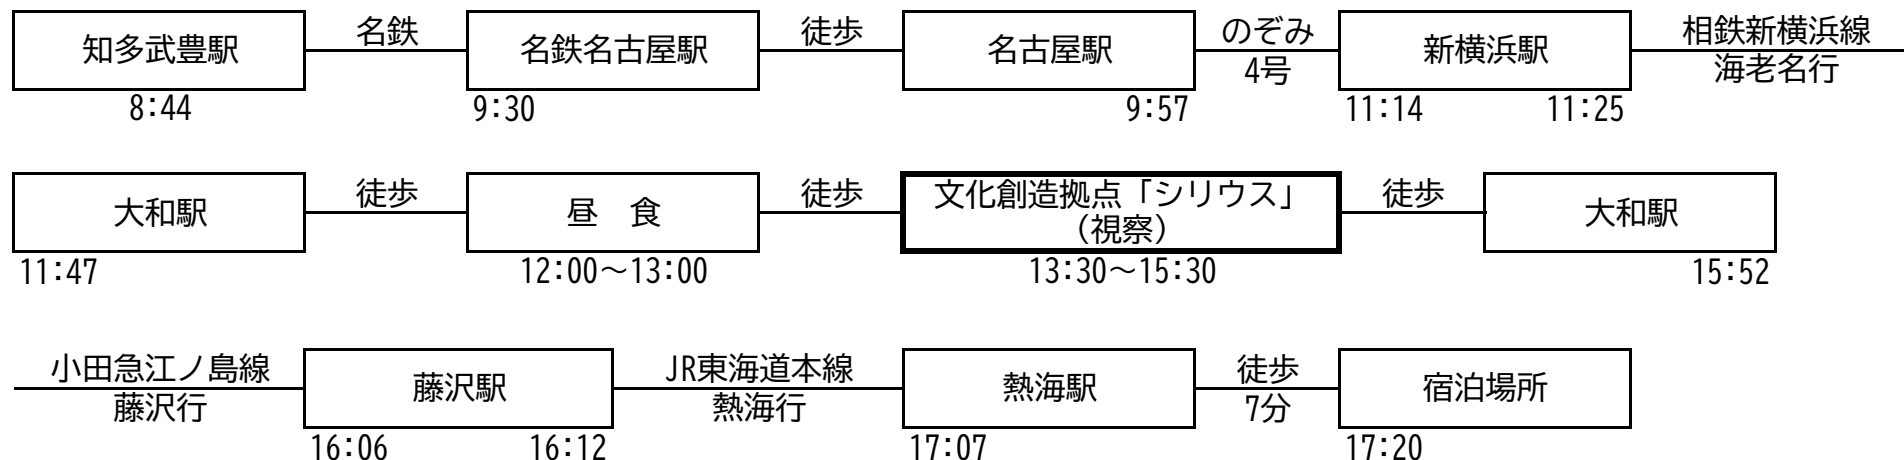 知多武豊駅 名鉄 名鉄名古屋駅 徒歩 名古屋駅 のぞみ 新横浜駅 相鉄新横浜線
4号 海老名行
8:44 9:30 9:57 11:14 11:25
大和駅 徒歩 昼 食 徒歩 文化創造拠点「シリウス」 徒歩 大和駅
(視察)
11:47 12:00～13:00 13:30～15:30 15:52
小田急江ノ島線 藤沢駅 JR東海道本線 熱海駅 徒歩 宿泊場所
藤沢行 熱海行 7分
16:06 16:12 17:07 17:20